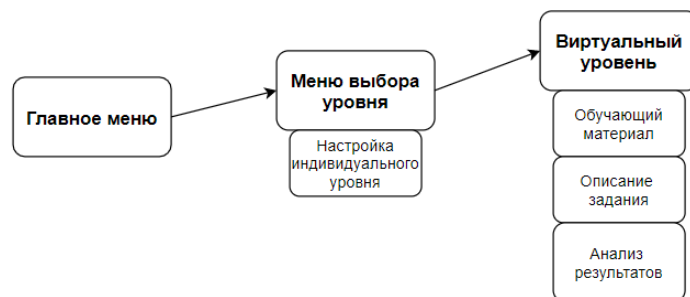 Главное меню
Меню выбора
уровня
Настройка
индивидуального
уровня
Виртуальный
уровень
Обучающий
материал
Описание
задания
Анализ
результатов